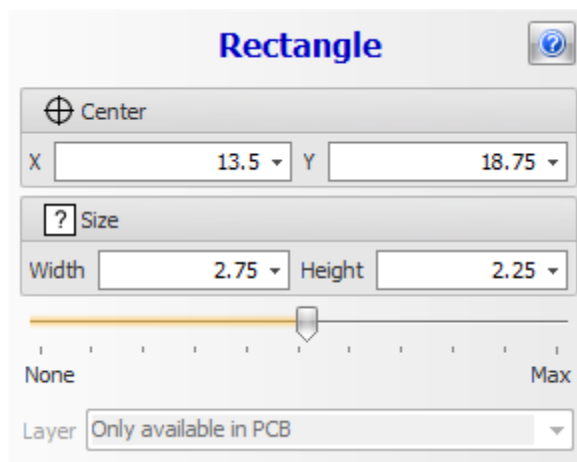 Rectangle
Center
X 13.5 Y 18.75
? Size
Width 2.75 Height 2.25
None Max
Layer Only available in PCB